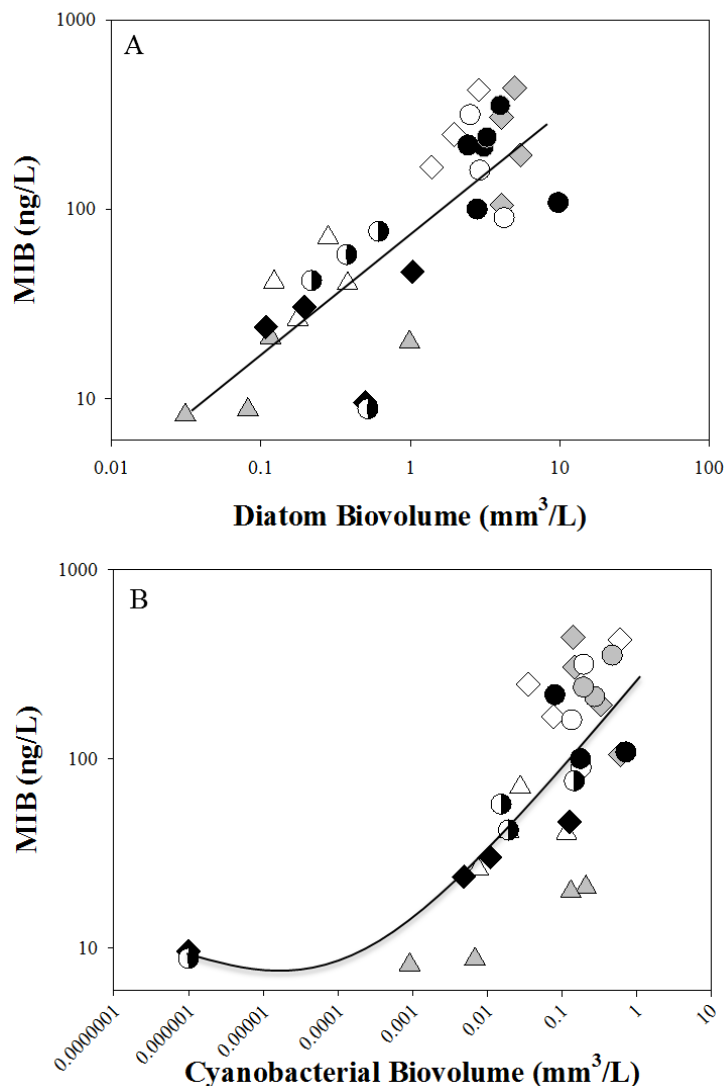 A
1000
100
10
MIB (ng/L)
0.01 0.1 1 10 100
Diatom Biovolume (mm³/L)
B
1000
100
10
MIB (ng/L)
0.0000001 0.000001 0.00001 0.0001 0.001 0.01 0.1 1 10
Cyanobacterial Biovolume (mm³/L)